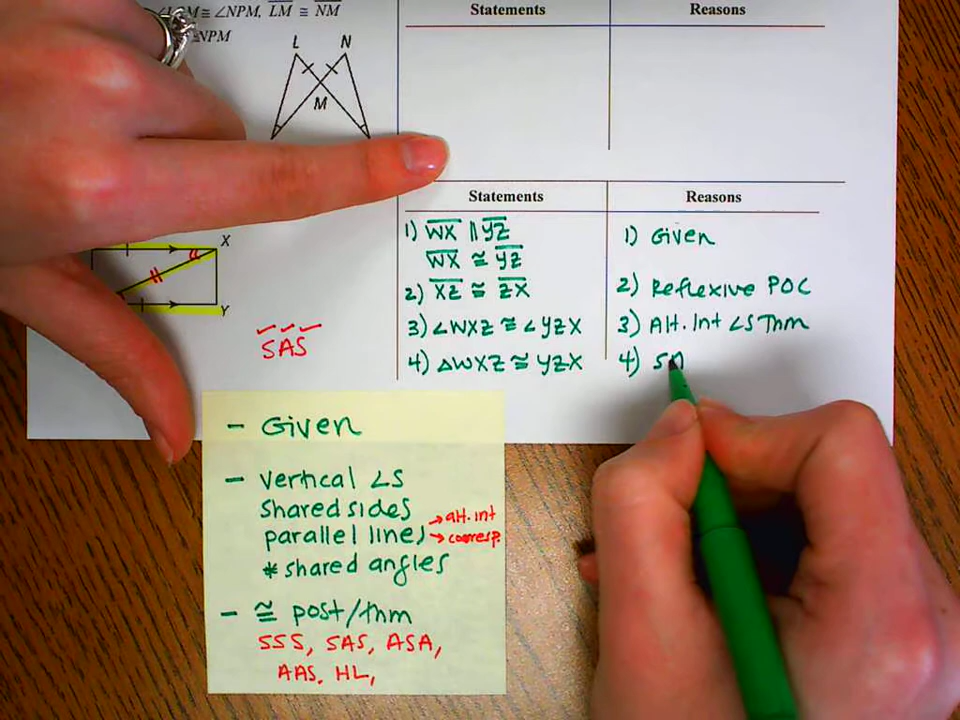 ≅ ∠NPM, LM ≅ NM
≅NPM
L N
M
Statements Reasons
Statements Reasons
1) WX ∥ YZ 1) Given
WX ≅ YZ
2) XZ ≅ ZX 2) Reflexive POC
3) ∠WXZ ≅ ∠YZX 3) Alt. Int ∠S Thm
4) △WXZ ≅ YZX 4) SA
X
Y
SAS
- Given
- vertical ∠S
shared sides
parallel lines →alt. int
→corresp.
* shared angles
- ≅ post/thm
SSS, SAS, ASA,
AAS, HL,